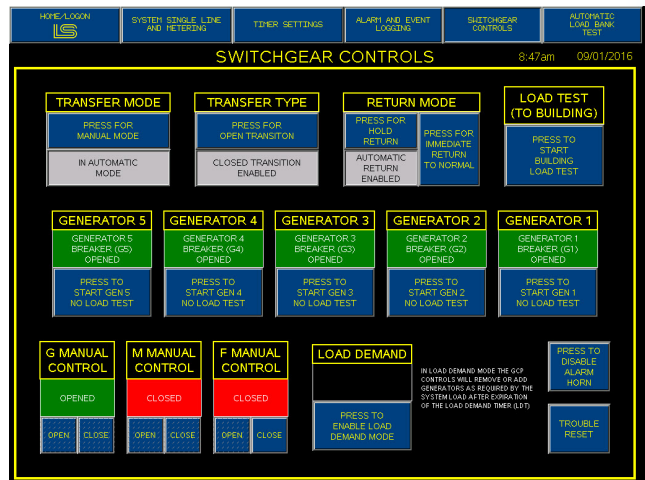 HOME/LOGON
LS
SYSTEM SINGLE LINE
AND METERING
TIMER SETTINGS
ALARM AND EVENT
LOGGING
SWITCHGEAR
CONTROLS
AUTOMATIC
LOAD BANK
TEST
SWITCHGEAR CONTROLS
8:47am
09/01/2016
TRANSFER MODE
PRESS FOR
MANUAL MODE
IN AUTOMATIC
MODE
TRANSFER TYPE
PRESS FOR
OPEN TRANSITON
CLOSED TRANSITION
ENABLED
RETURN MODE
PRESS FOR
HOLD
RETURN
AUTOMATIC
RETURN
ENABLED
PRESS FOR
IMMEDIATE
RETURN
TO NORMAL
LOAD TEST
(TO BUILDING)
PRESS TO
START
BUILDING
LOAD TEST
GENERATOR 5
GENERATOR 5
BREAKER (G5)
OPENED
PRESS TO
START GEN 5
NO LOAD TEST
GENERATOR 4
GENERATOR 4
BREAKER (G4)
OPENED
PRESS TO
START GEN 4
NO LOAD TEST
GENERATOR 3
GENERATOR 3
BREAKER (G3)
OPENED
PRESS TO
START GEN 3
NO LOAD TEST
GENERATOR 2
GENERATOR 2
BREAKER (G2)
OPENED
PRESS TO
START GEN 2
NO LOAD TEST
GENERATOR 1
GENERATOR 1
BREAKER (G1)
OPENED
PRESS TO
START GEN 1
NO LOAD TEST
G MANUAL
CONTROL
OPENED
OPEN CLOSE
M MANUAL
CONTROL
CLOSED
OPEN CLOSE
F MANUAL
CONTROL
CLOSED
OPEN CLOSE
LOAD DEMAND
PRESS TO
ENABLE LOAD
DEMAND MODE
IN LOAD DEMAND MODE THE GCP
CONTROLS WILL REMOVE OR ADD
GENERATORS AS REQUIRED BY THE
SYSTEM LOAD AFTER EXPIRATION
OF THE LOAD DEMAND TIMER (LDT)
PRESS TO
DISABLE
ALARM
HORN
TROUBLE
RESET